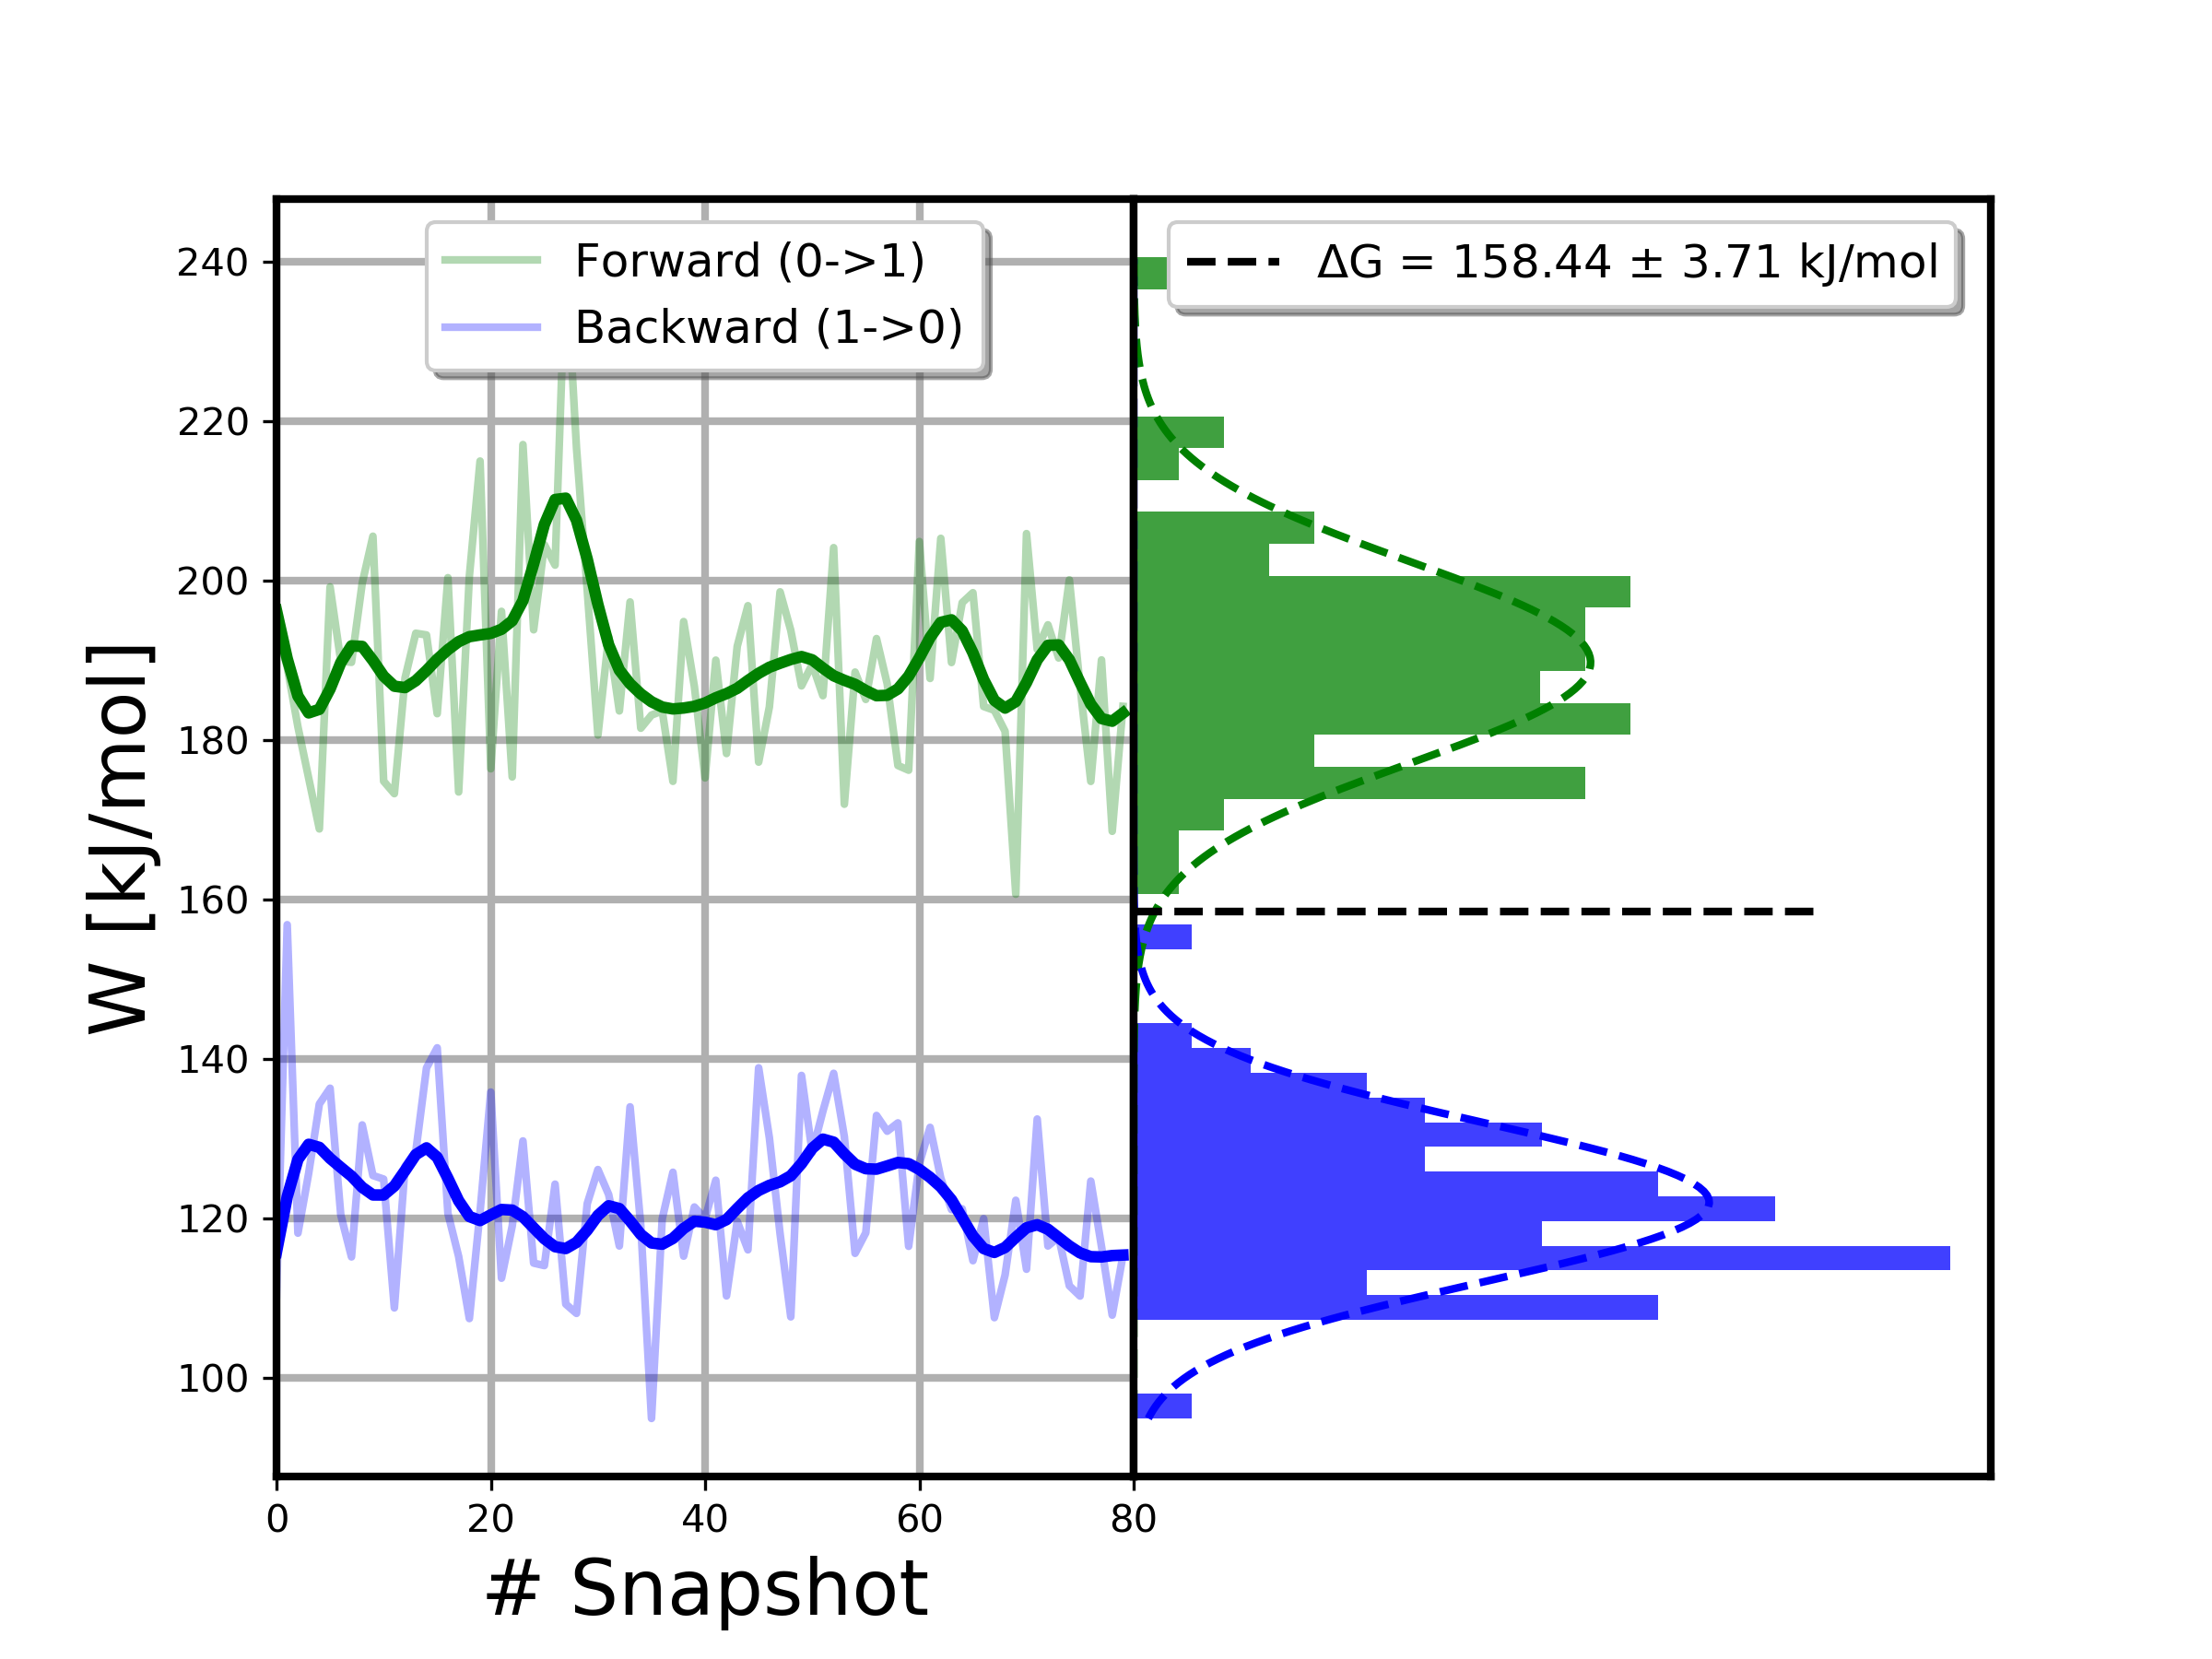 Forward (0->1)
Backward (1->0)
ΔG = 158.44 ± 3.71 kJ/mol
W [kJ/mol]
240
220
200
180
160
140
120
100
0 20 40 60 80
# Snapshot